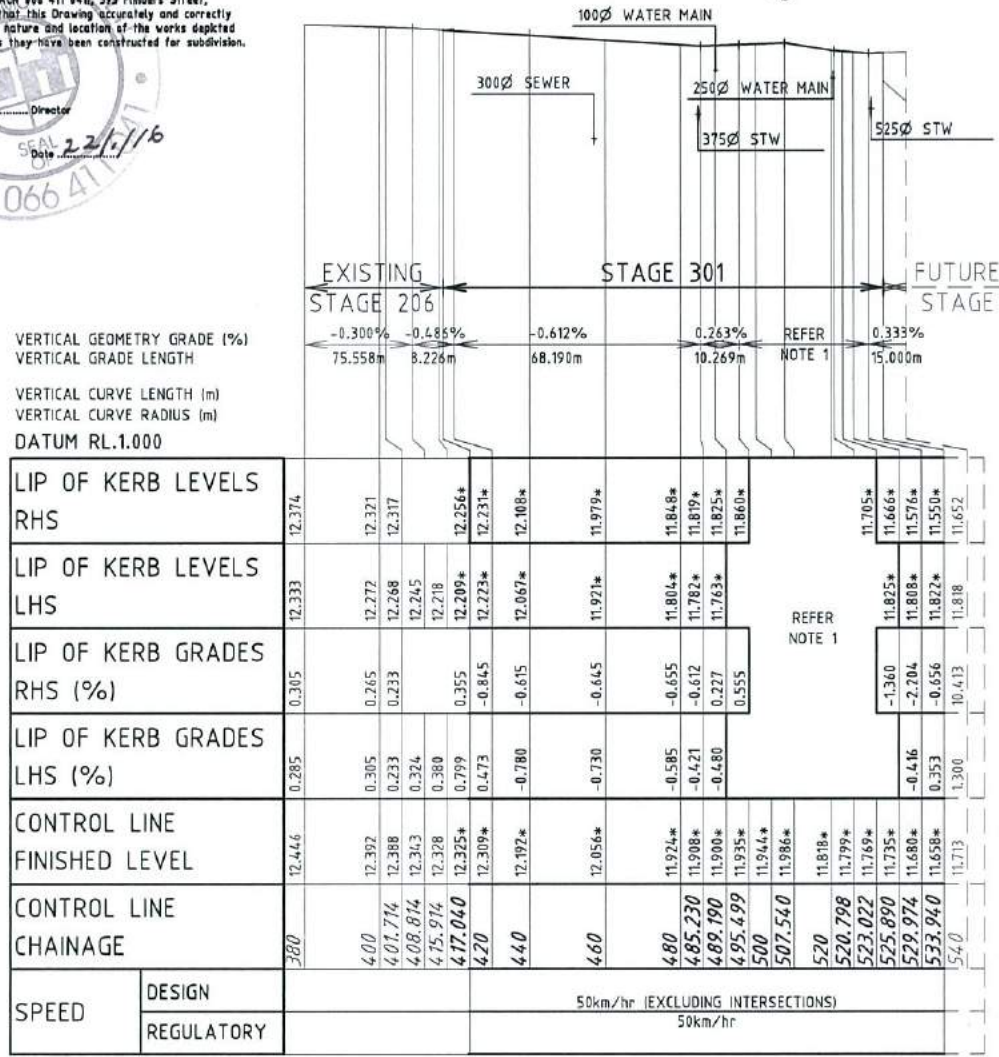 that this Drawing accurately and correctly
nature and location of the works depicted
they have been constructed for subdivision.
Director
SEAL
OF
Date 22/1/16
066 411 041
100Ø WATER MAIN
300Ø SEWER
250Ø WATER MAIN
375Ø STW
525Ø STW
EXISTING
STAGE 206
STAGE 301
FUTURE
STAGE
VERTICAL GEOMETRY GRADE (%) -0.300% -0.486% -0.612% 0.263% REFER NOTE 1 0.333%
VERTICAL GRADE LENGTH 75.558m 8.226m 68.190m 10.269m 15.000m
VERTICAL CURVE LENGTH (m)
VERTICAL CURVE RADIUS (m)
DATUM RL.1.000
LIP OF KERB LEVELS
RHS
12.374 12.321 12.317 12.256* 12.231* 12.108* 11.979* 11.848* 11.819* 11.825* 11.860* 11.705* 11.666* 11.576* 11.550* 11.652
LIP OF KERB LEVELS
LHS
12.333 12.272 12.268 12.245 12.218 12.209* 12.223* 12.067* 11.921* 11.804* 11.782* 11.763* 11.825* 11.808* 11.822* 11.818
REFER
NOTE 1
LIP OF KERB GRADES
RHS (%)
0.305 0.265 0.233 0.355 -0.845 -0.615 -0.645 -0.655 -0.612 0.227 0.555 -1.360 -2.204 -0.656 10.413
LIP OF KERB GRADES
LHS (%)
0.285 0.305 0.233 0.324 0.380 0.799 0.473 -0.780 -0.730 -0.585 -0.421 -0.480 -0.416 0.353 1.300
CONTROL LINE
FINISHED LEVEL
12.446 12.392 12.388 12.343 12.328 12.325* 12.309* 12.192* 12.056* 11.924* 11.908* 11.900* 11.935* 11.944* 11.986* 11.818* 11.799* 11.769* 11.735* 11.680* 11.658* 11.713
CONTROL LINE
CHAINAGE
380 400 401.714 408.814 415.914 417.040 420 440 460 480 485.230 489.190 495.499 500 507.540 520 520.798 523.022 525.890 529.974 533.940 540
SPEED
DESIGN 50km/hr (EXCLUDING INTERSECTIONS)
REGULATORY 50km/hr